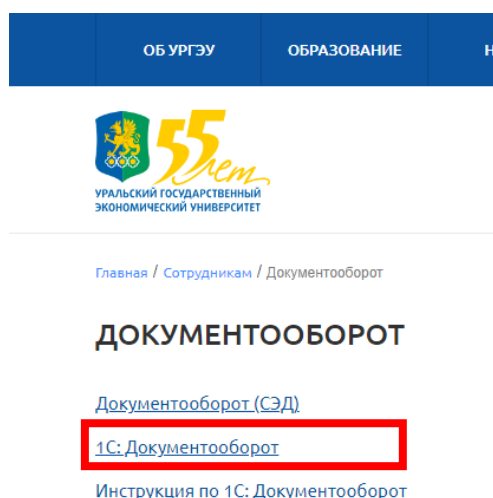 ОБ УРГЭУ
ОБРАЗОВАНИЕ
Н
55 лет
УРАЛЬСКИЙ ГОСУДАРСТВЕННЫЙ
ЭКОНОМИЧЕСКИЙ УНИВЕРСИТЕТ
Главная / Сотрудникам / Документооборот
ДОКУМЕНТООБОРОТ
Документооборот (СЭД)
1С: Документооборот
Инструкция по 1С: Документооборот